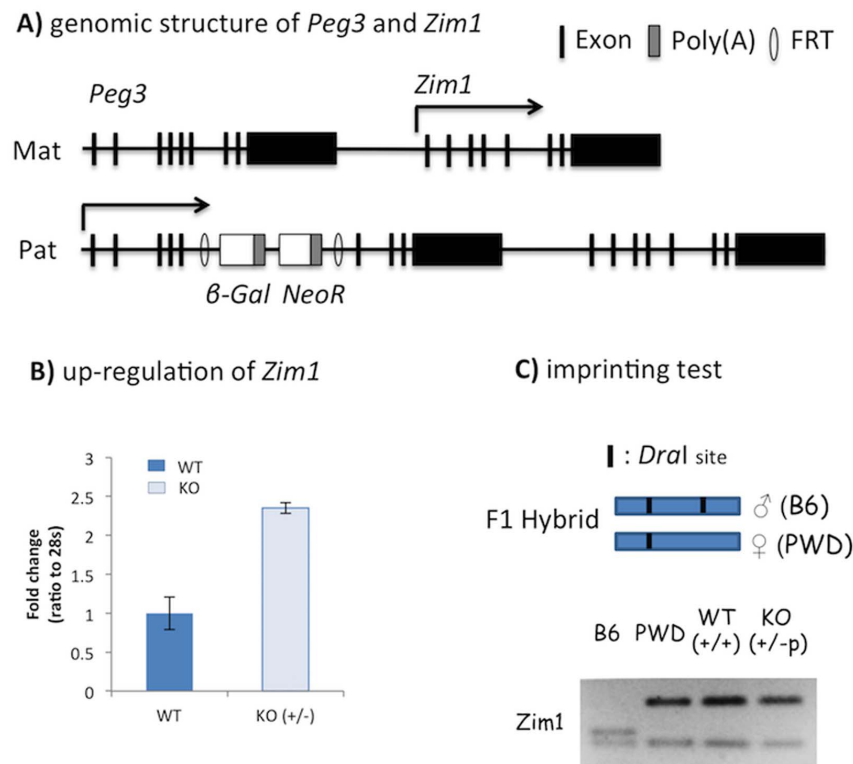 A) genomic structure of Peg3 and Zim1
Exon Poly(A) FRT
Peg3 Zim1
Mat
Pat
β-Gal NeoR
B) up-regulation of Zim1
Fold change
(ratio to 28s)
3
2.5
2
1.5
1
0.5
0
WT
KO
WT KO (+/-)
C) imprinting test
: DraI site
F1 Hybrid
♂ (B6)
♀ (PWD)
B6 PWD WT KO
(+/+) (+/-p)
Zim1